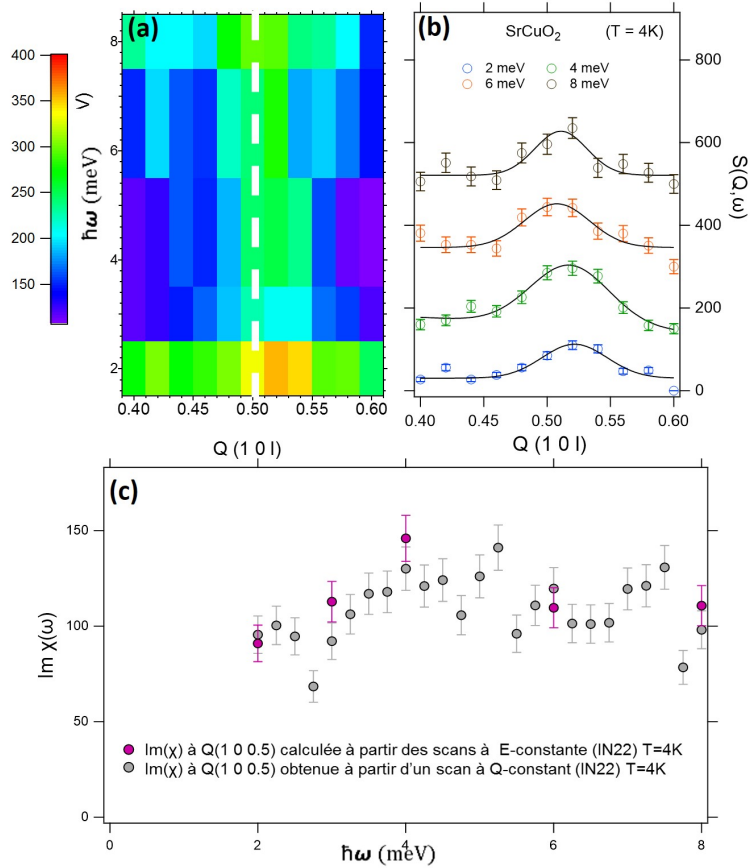 (a)
400
350
300
250
200
150
V)
ħω (meV)
8
6
4
2
0.40
0.45
0.50
0.55
0.60
Q (1 0 l)
(b)
SrCuO2
(T = 4K)
2 meV
4 meV
6 meV
8 meV
800
600
400
200
0
S(Q,ω)
0.40
0.45
0.50
0.55
0.60
Q (1 0 l)
(c)
150
100
50
0
Im χ(ω)
Im(χ) à Q(1 0 0.5) calculée à partir des scans à E-constante (IN22) T=4K
Im(χ) à Q(1 0 0.5) obtenue à partir d'un scan à Q-constant (IN22) T=4K
0
2
4
6
8
ħω (meV)